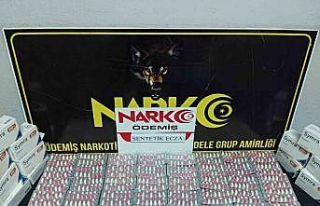 NARKO
NARKO
ÖDEMİŞ
SENTETİK ECZA
ÖDEMİŞ NARKOTİ DELE GRUP AMİRLİĞİ